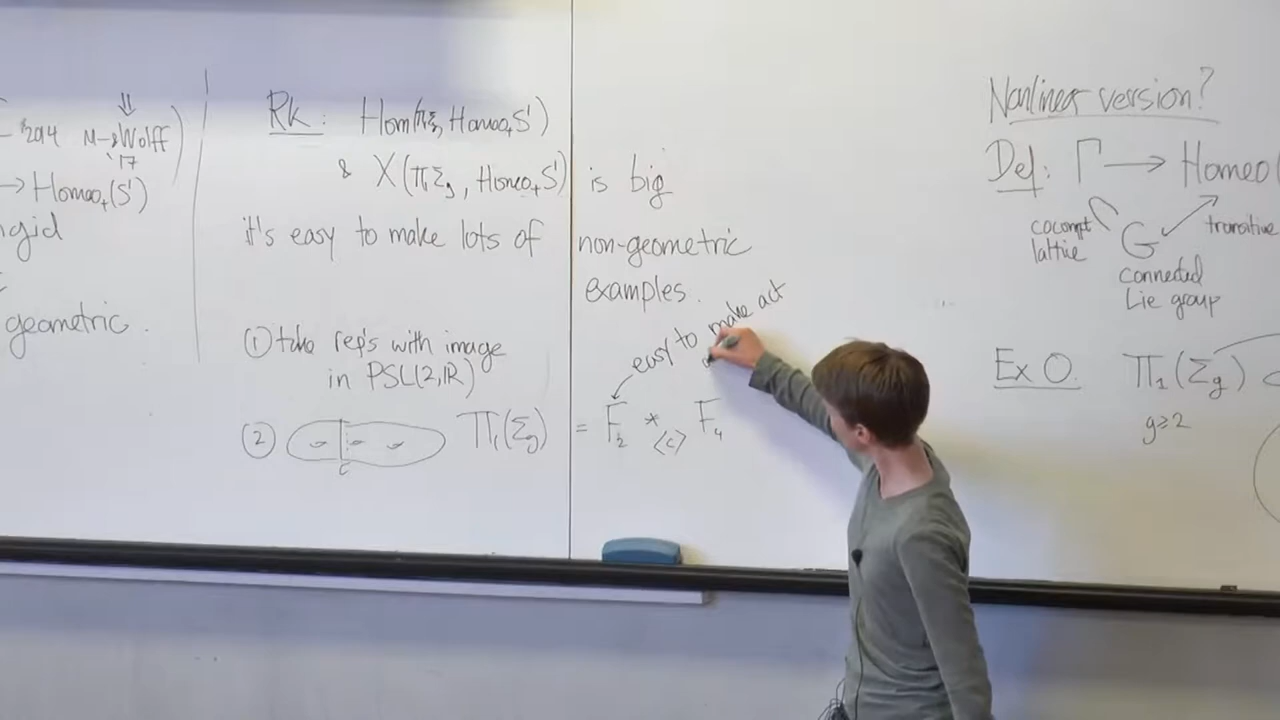 '2014 M-&Wolff
'17
→ Homeo₊(S¹)
geometric.
Rk: Hom(π₁Σg, Homeo₊S¹)
& X(π₁Σg, Homeo₊S¹) is big
it's easy to make lots of non-geometric
examples.
① take rep's with image
in PSL(2,ℝ)
easy to make act
② π₁(Σg) = F₂ *⟨c⟩ F₄
c
Nonlinear version?
Def: Γ → Homeo(
cocompt
lattice
G
transitive
connected
Lie group
Ex 0. π₁(Σg)
g≥2